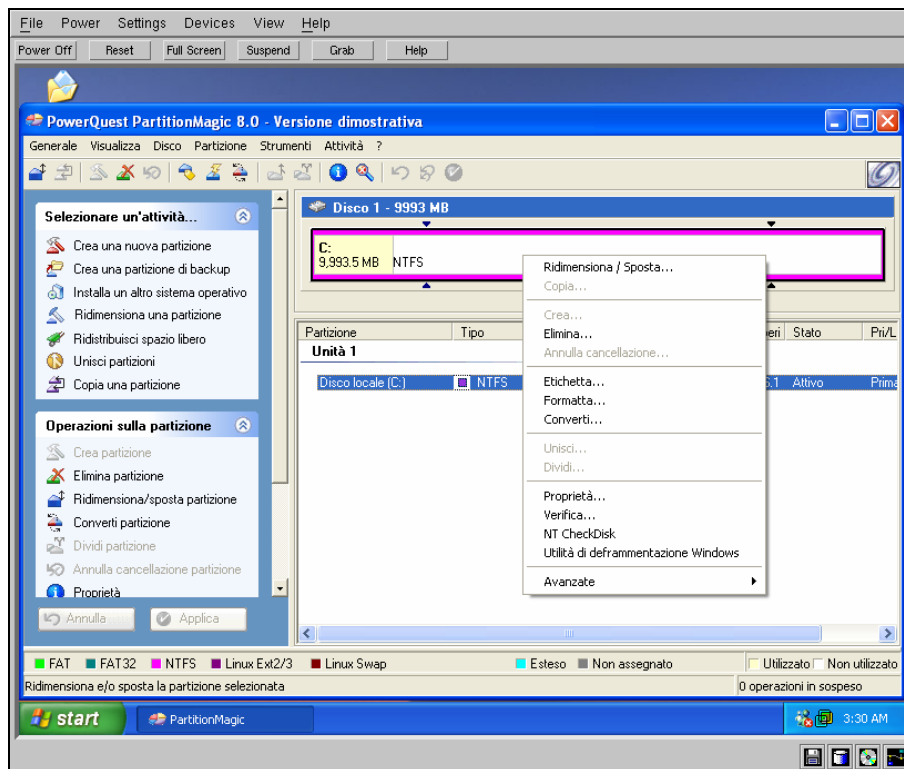 File Power Settings Devices View Help
Power Off Reset Full Screen Suspend Grab Help
PowerQuest PartitionMagic 8.0 - Versione dimostrativa
Generale Visualizza Disco Partizione Strumenti Attività ?
Selezionare un'attività...
Crea una nuova partizione
Crea una partizione di backup
Installa un altro sistema operativo
Ridimensiona una partizione
Ridistribuisci spazio libero
Unisci partizioni
Copia una partizione
Operazioni sulla partizione
Crea partizione
Elimina partizione
Ridimensiona/sposta partizione
Converti partizione
Dividi partizione
Annulla cancellazione partizione
Proprietà
Annulla Applica
Disco 1 - 9993 MB
C:
9,993.5 MB NTFS
Partizione Tipo eri Stato Pri/L
Unità 1
Disco locale (C:) NTFS 6.1 Attivo Prima
Ridimensiona / Sposta...
Copia...
Crea...
Elimina...
Annulla cancellazione...
Etichetta...
Formatta...
Converti...
Unisci...
Dividi...
Proprietà...
Verifica...
NT CheckDisk
Utilità di deframmentazione Windows
Avanzate
FAT FAT32 NTFS Linux Ext2/3 Linux Swap Esteso Non assegnato Utilizzato Non utilizzato
Ridimensiona e/o sposta la partizione selezionata 0 operazioni in sospeso
start PartitionMagic 3:30 AM